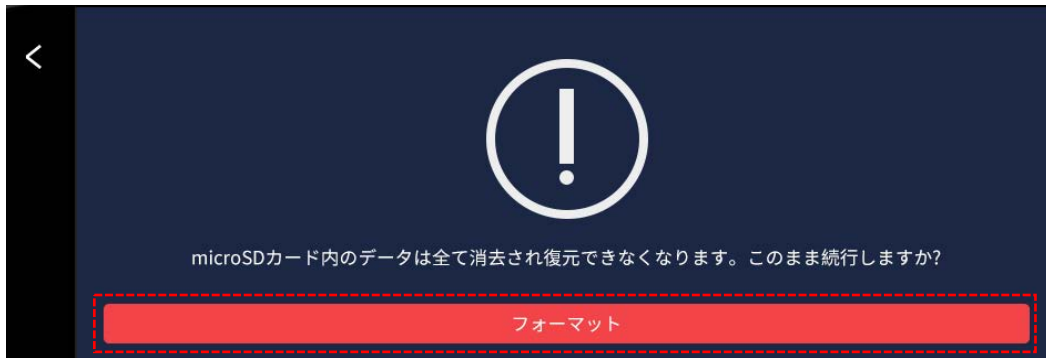 microSDカード内のデータは全て消去され復元できなくなります。このまま続行しますか?
フォーマット